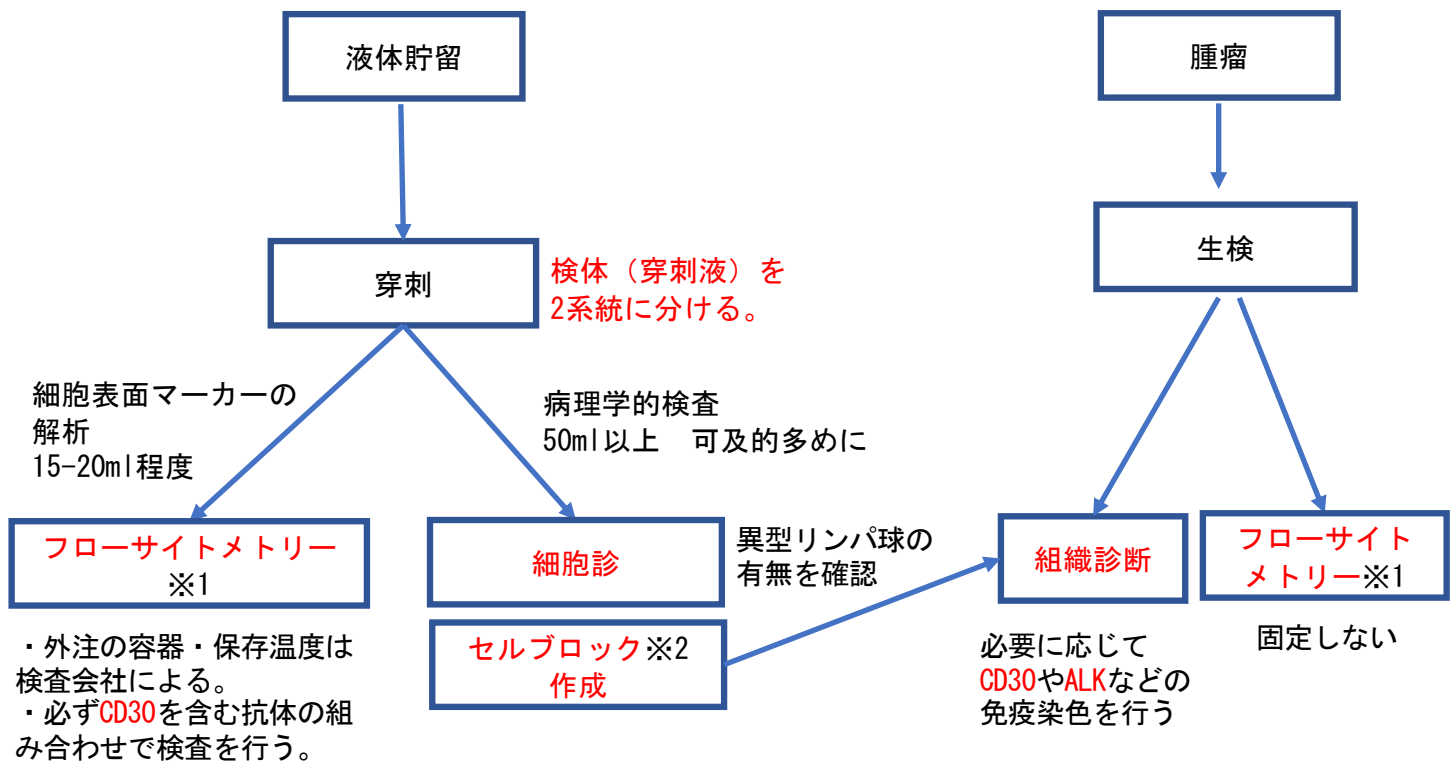 液体貯留
腫瘤
穿刺
検体（穿刺液）を
2系統に分ける。
生検
細胞表面マーカーの
解析
15-20ml程度
病理学的検査
50ml以上　可及的多めに
フローサイトメトリー
※1
細胞診
異型リンパ球の
有無を確認
組織診断
フローサイト
メトリー※1
・外注の容器・保存温度は
検査会社による。
・必ずCD30を含む抗体の組
み合わせで検査を行う。
セルブロック※2
作成
必要に応じて
CD30やALKなどの
免疫染色を行う
固定しない